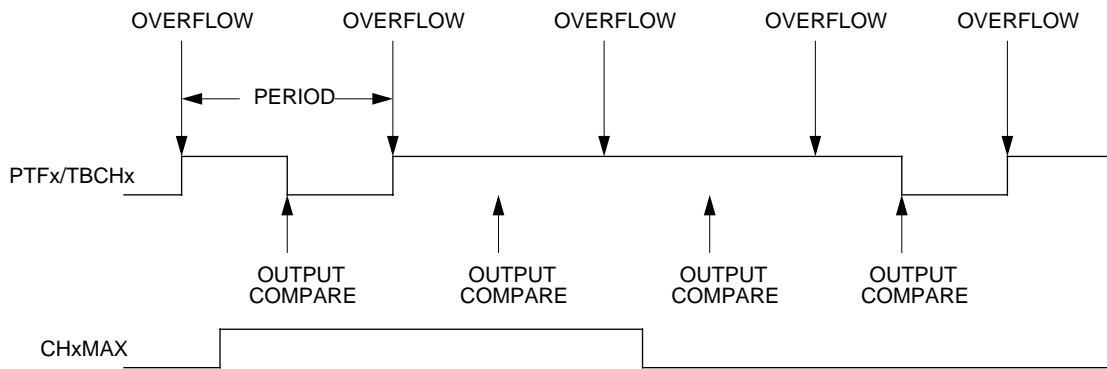 OVERFLOW OVERFLOW OVERFLOW OVERFLOW OVERFLOW
PERIOD
PTFx/TBCHx
OUTPUT OUTPUT OUTPUT OUTPUT
COMPARE COMPARE COMPARE COMPARE
CHxMAX